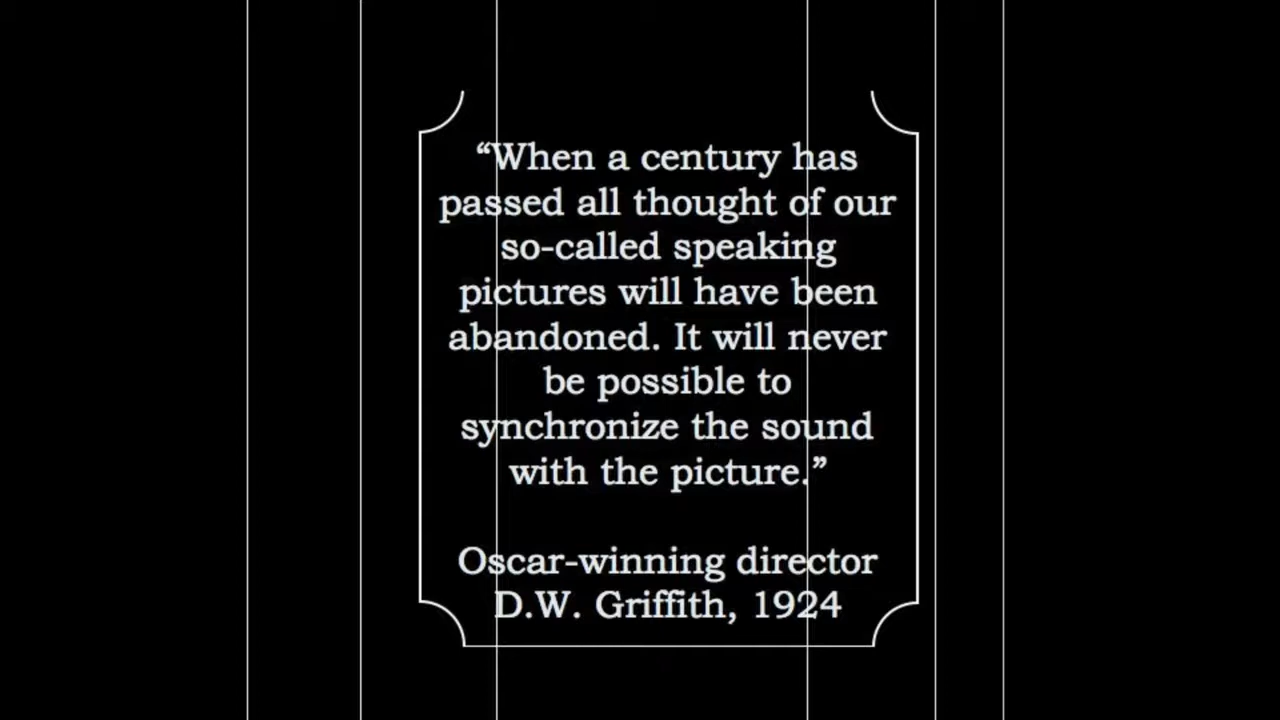 “When a century has
passed all thought of our
so-called speaking
pictures will have been
abandoned. It will never
be possible to
synchronize the sound
with the picture.”
Oscar-winning director
D.W. Griffith, 1924